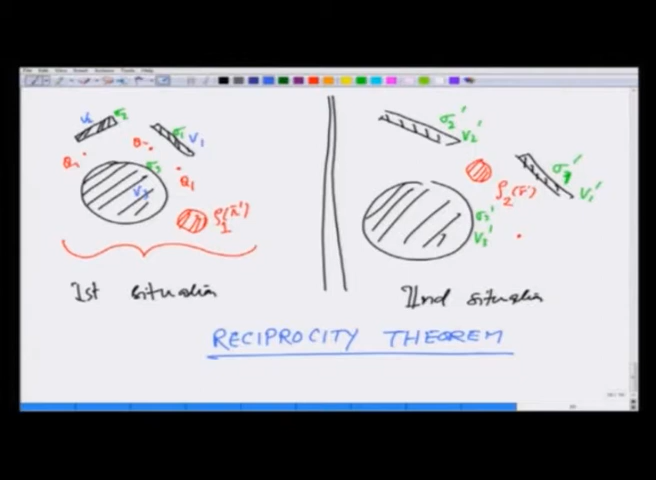 V₂ σ₂
σ₁ V₁
Q₁
σ₃
V₃
ρ₁(r̄')
1st situation
σ₂'
V₂'
σ₁'
V₁'
ρ₂(r̄')
σ₃'
V₃'
IInd situation
RECIPROCITY THEOREM